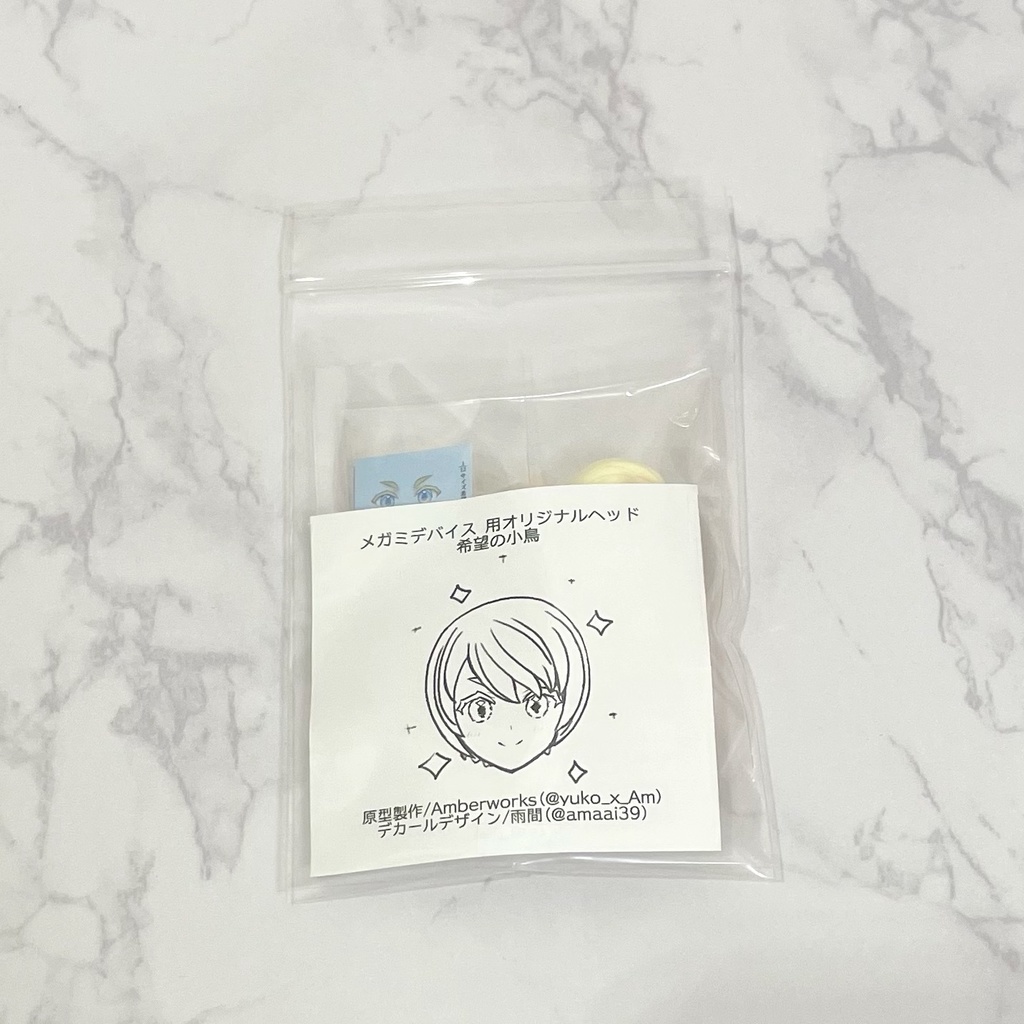 メガミデバイス 用オリジナルヘッド
希望の小鳥
原型製作/Amberworks(@yuko_x_Am)
デカールデザイン/雨間(@amaai39)